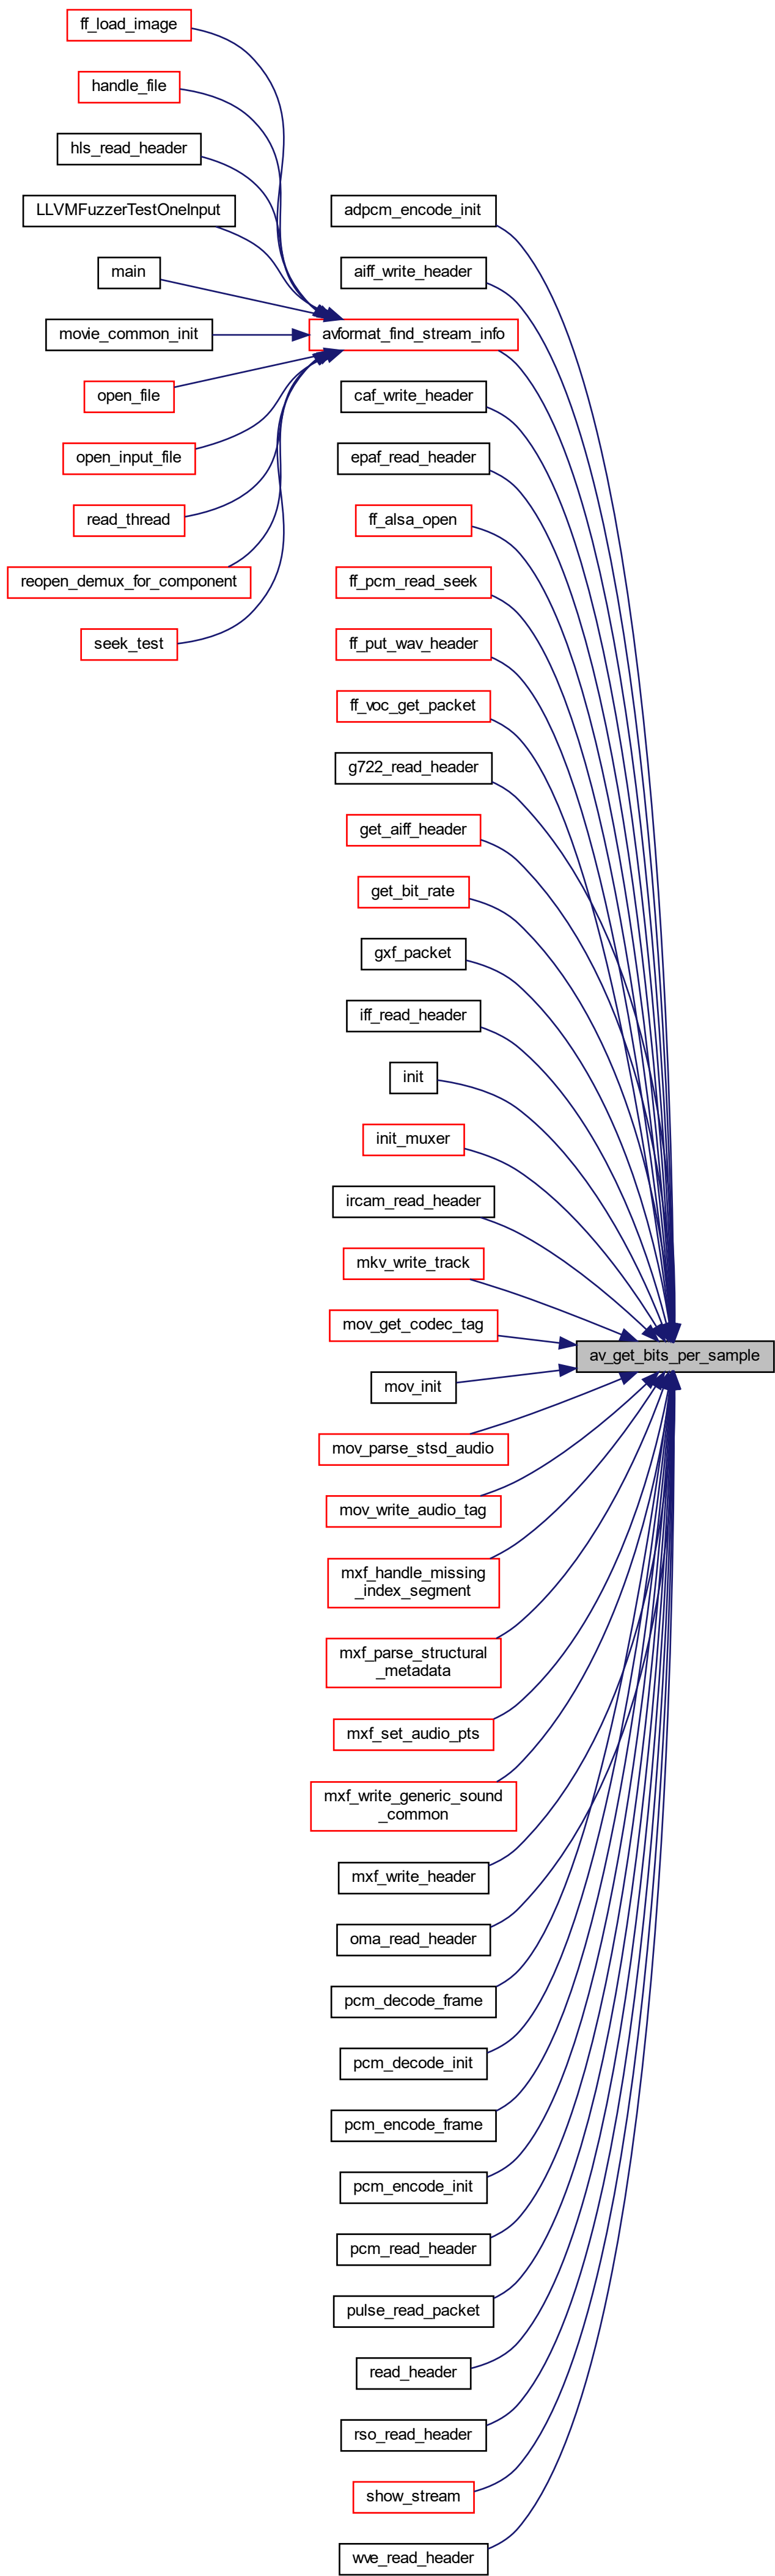 ff_load_image
handle_file
hls_read_header
LLVMFuzzerTestOneInput
main
movie_common_init
open_file
open_input_file
read_thread
reopen_demux_for_component
seek_test
adpcm_encode_init
aiff_write_header
avformat_find_stream_info
caf_write_header
epaf_read_header
ff_alsa_open
ff_pcm_read_seek
ff_put_wav_header
ff_voc_get_packet
g722_read_header
get_aiff_header
get_bit_rate
gxf_packet
iff_read_header
init
init_muxer
ircam_read_header
mkv_write_track
mov_get_codec_tag
mov_init
mov_parse_stsd_audio
mov_write_audio_tag
mxf_handle_missing
_index_segment
mxf_parse_structural
_metadata
mxf_set_audio_pts
mxf_write_generic_sound
_common
mxf_write_header
oma_read_header
pcm_decode_frame
pcm_decode_init
pcm_encode_frame
pcm_encode_init
pcm_read_header
pulse_read_packet
read_header
rso_read_header
show_stream
wve_read_header
av_get_bits_per_sample